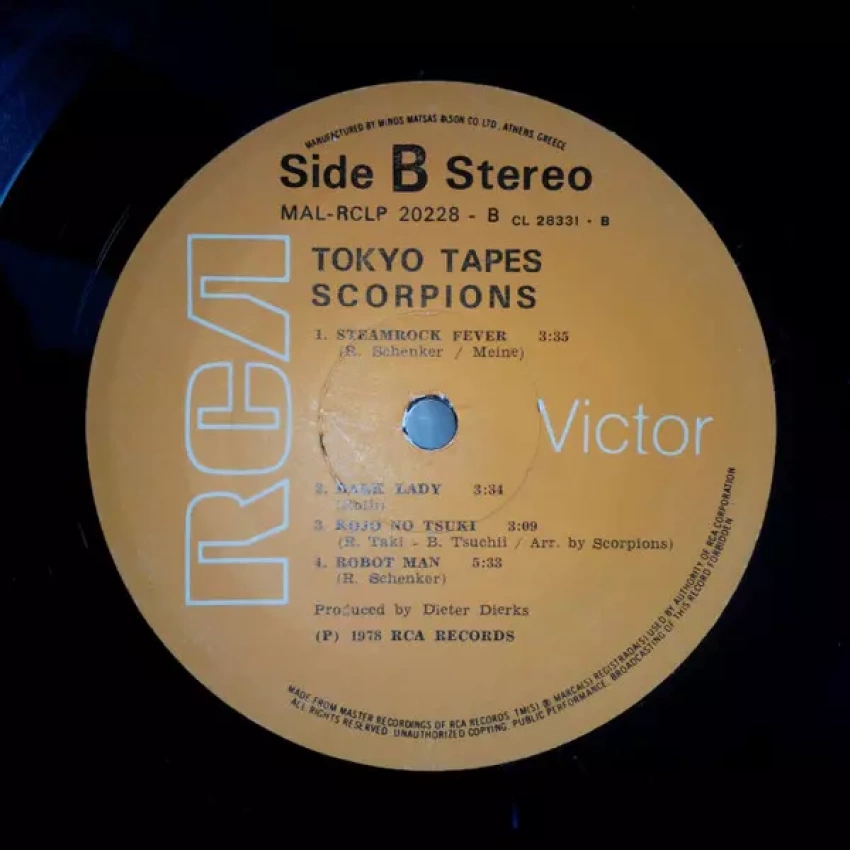 MANUFACTURED BY MINOS MATSAS & SON CO LTD, ATHENS GREECE
Side B Stereo
MAL-RCLP 20228 - B CL 28331 - B
TOKYO TAPES
SCORPIONS
1. STEAMROCK FEVER 3:35
(R. Schenker / Meine)
RCA
Victor
2. DARK LADY 3:34
(Roth)
3. KOJO NO TSUKI 3:09
(R. Taki - B. Tsuchii / Arr. by Scorpions)
4. ROBOT MAN 5:33
(R. Schenker)
Produced by Dieter Dierks
(P) 1978 RCA RECORDS
MADE FROM MASTER RECORDINGS OF RCA RECORDS. TM(S) ® MARCA(S) REGISTRADA(S) USED BY AUTHORITY OF RCA CORPORATION
ALL RIGHTS RESERVED. UNAUTHORIZED COPYING. PUBLIC PERFORMANCE. BROADCASTING OF THIS RECORD FORBIDDEN